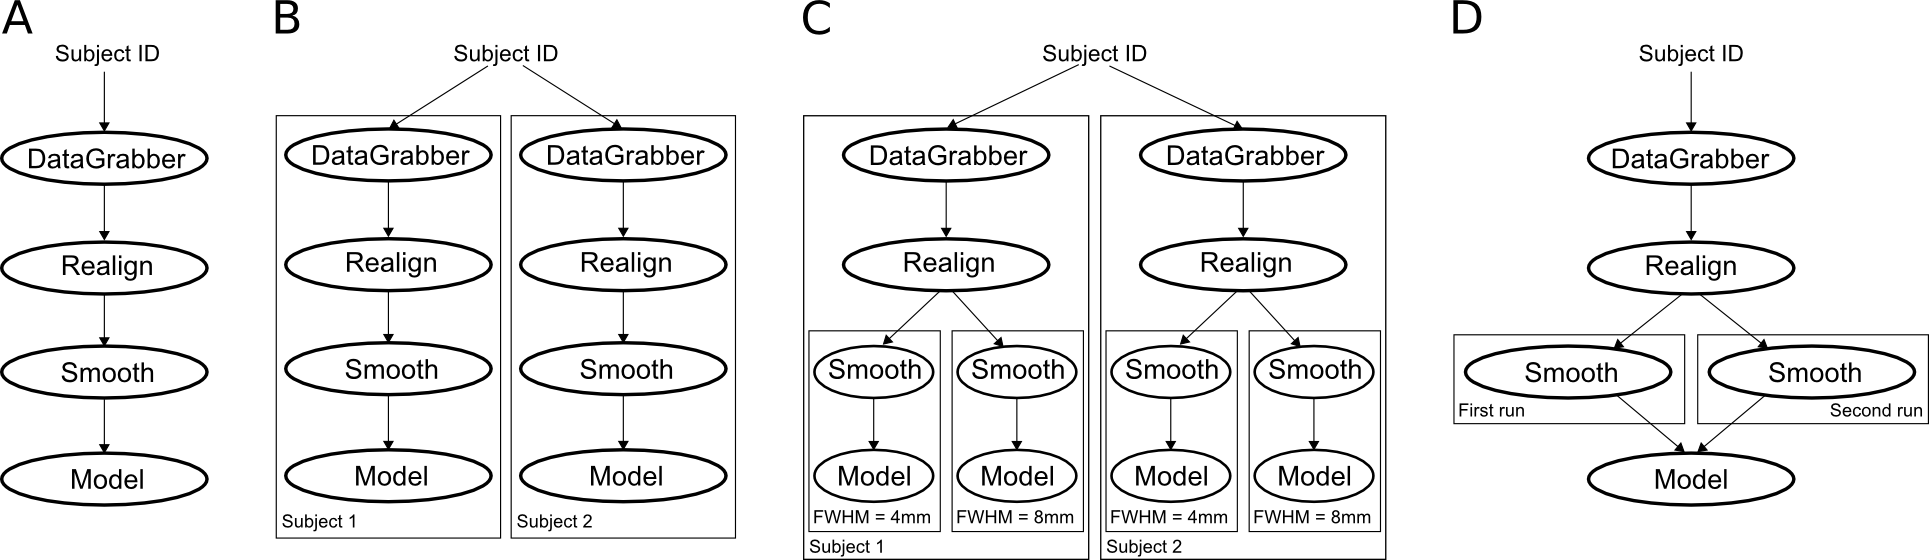 A
Subject ID
DataGrabber
Realign
Smooth
Model
B
Subject ID
DataGrabber
Realign
Smooth
Model
Subject 1
DataGrabber
Realign
Smooth
Model
Subject 2
C
Subject ID
DataGrabber
Realign
Smooth
Model
FWHM = 4mm
Smooth
Model
FWHM = 8mm
Subject 1
DataGrabber
Realign
Smooth
Model
FWHM = 4mm
Smooth
Model
FWHM = 8mm
Subject 2
D
Subject ID
DataGrabber
Realign
Smooth
First run
Smooth
Second run
Model